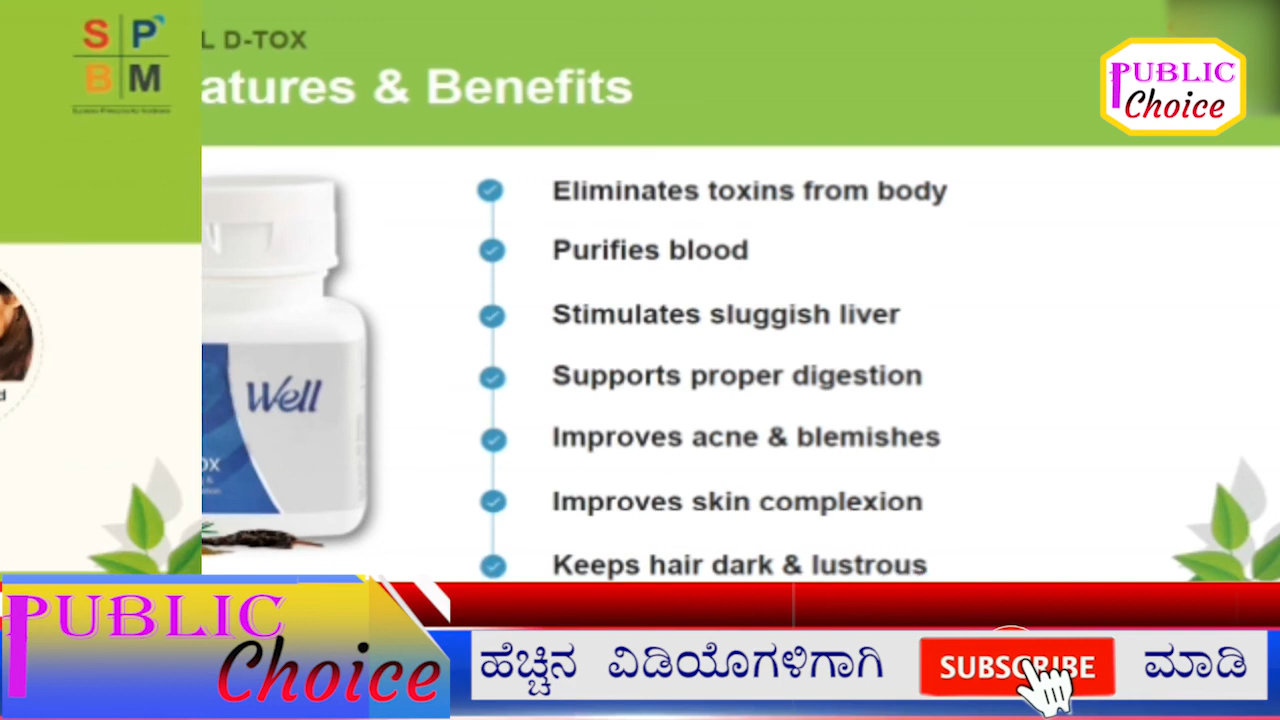 S P
B M
L D-TOX
atures & Benefits
PUBLIC
Choice
Eliminates toxins from body
Purifies blood
Stimulates sluggish liver
Supports proper digestion
Improves acne & blemishes
Improves skin complexion
Keeps hair dark & lustrous
Well
OX
PUBLIC
Choice
ಹೆಚ್ಚಿನ ವಿಡಿಯೊಗಳಿಗಾಗಿ SUBSCRIBE ಮಾಡಿ